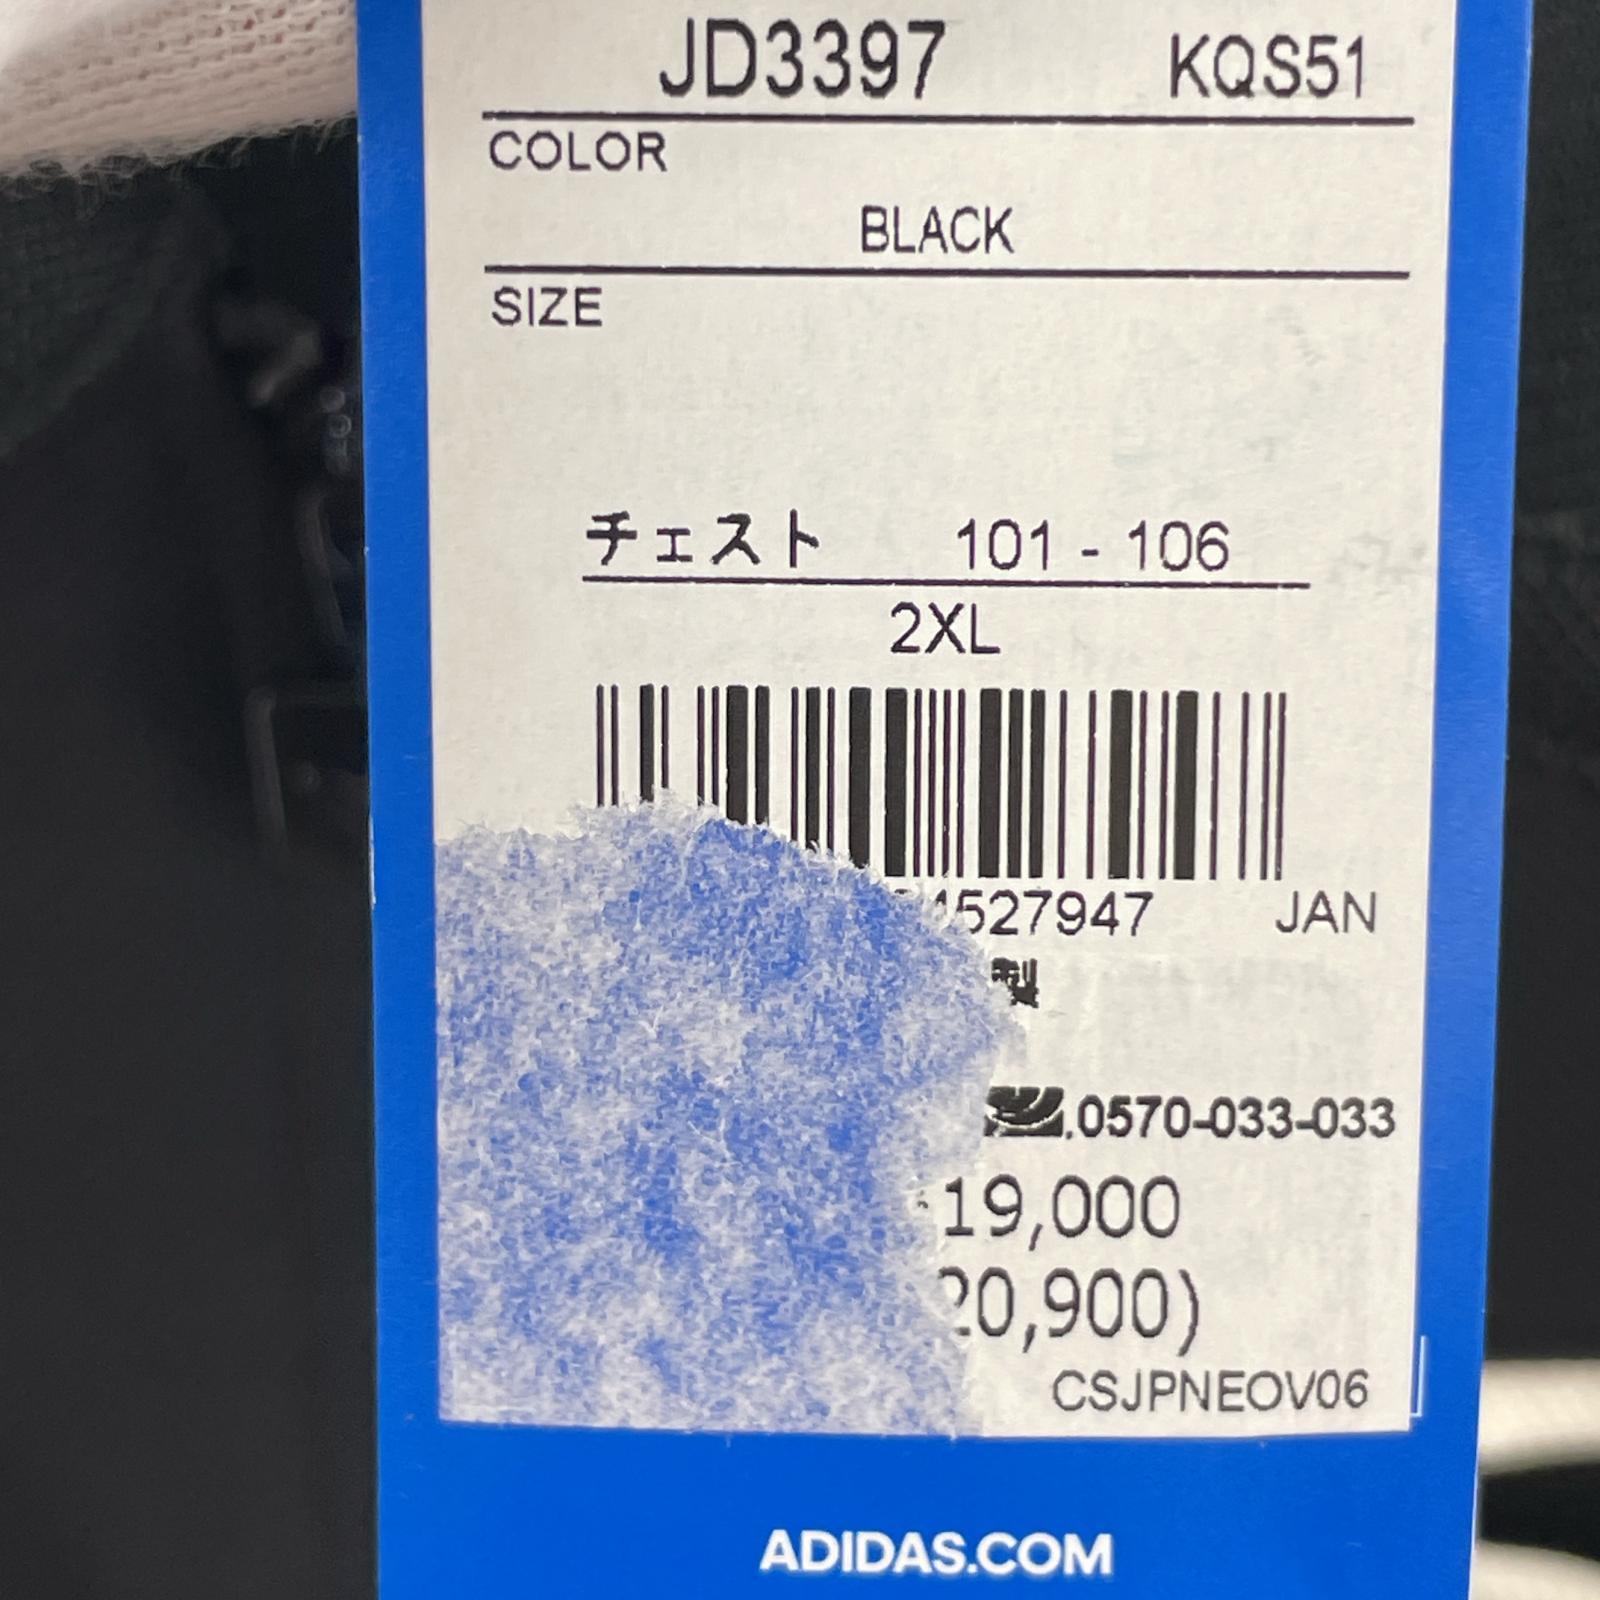 JD3397 KQS51
COLOR
BLACK
SIZE
チェスト 101 - 106
2XL
4527947 JAN
製
.0570-033-033
19,000
20,900)
CSJPNEOV06
ADIDAS.COM